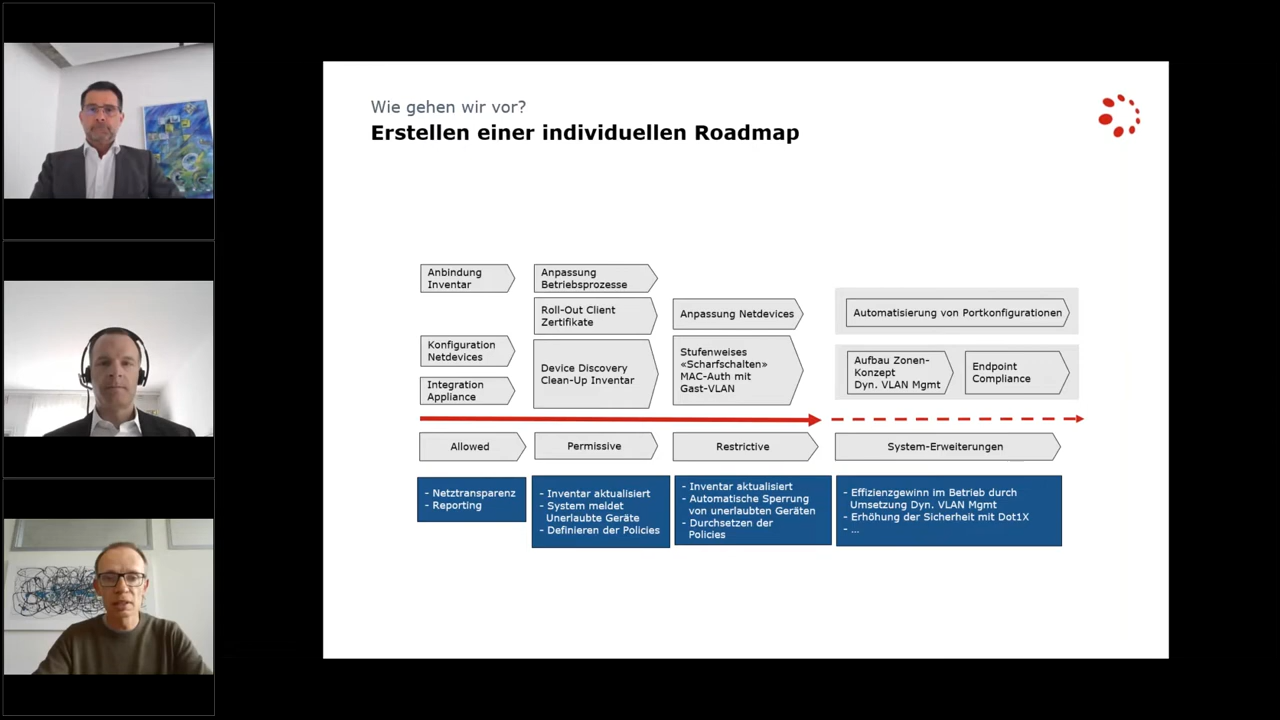 Wie gehen wir vor?
Erstellen einer individuellen Roadmap
Anbindung
Inventar
Anpassung
Betriebsprozesse
Roll-Out Client
Zertifikate
Anpassung Netdevices
Automatisierung von Portkonfigurationen
Konfiguration
Netdevices
Integration
Appliance
Device Discovery
Clean-Up Inventar
Stufenweises
«Scharfschalten»
MAC-Auth mit
Gast-VLAN
Aufbau Zonen-
Konzept
Dyn. VLAN Mgmt
Endpoint
Compliance
Allowed
Permissive
Restrictive
System-Erweiterungen
- Netztransparenz
- Reporting
- Inventar aktualisiert
- System meldet
Unerlaubte Geräte
- Definieren der Policies
- Inventar aktualisiert
- Automatische Sperrung
von unerlaubten Geräten
- Durchsetzen der
Policies
- Effizienzgewinn im Betrieb durch
Umsetzung Dyn. VLAN Mgmt
- Erhöhung der Sicherheit mit Dot1X
- ...